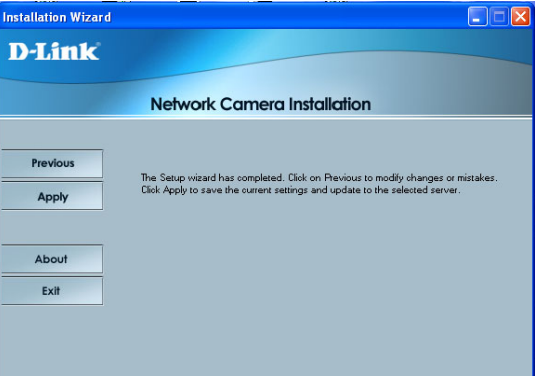 Installation Wizard
D-Link
Network Camera Installation
Previous
The Setup wizard has completed. Click on Previous to modify changes or mistakes.
Click Apply to save the current settings and update to the selected server.
Apply
About
Exit